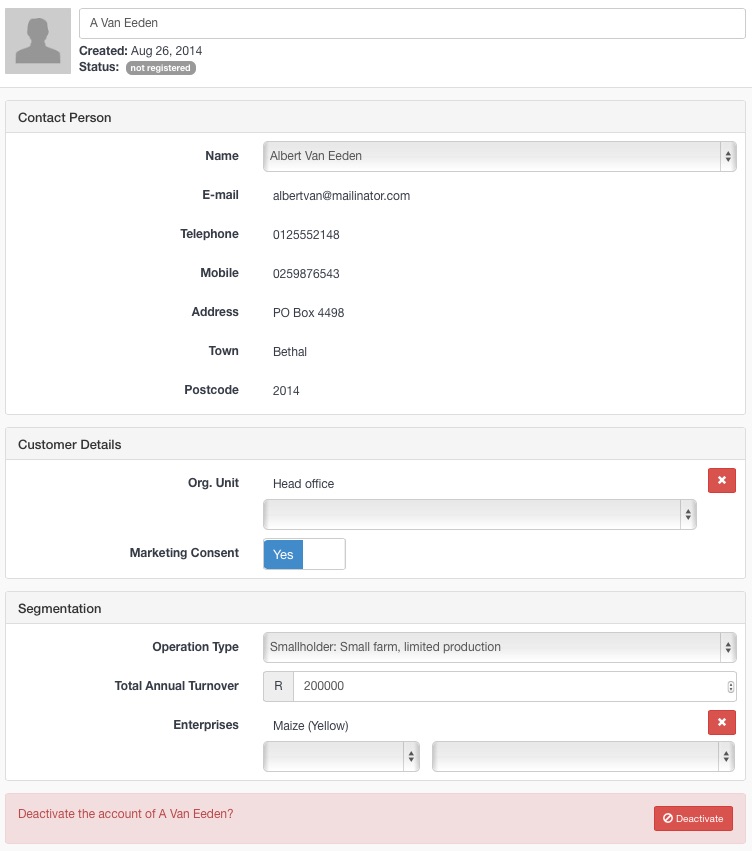 A Van Eeden
Created: Aug 26, 2014
Status: not registered
Contact Person
Name Albert Van Eeden
E-mail albertvan@mailinator.com
Telephone 0125552148
Mobile 0259876543
Address PO Box 4498
Town Bethal
Postcode 2014
Customer Details
Org. Unit Head office
Marketing Consent Yes
Segmentation
Operation Type Smallholder: Small farm, limited production
Total Annual Turnover R 200000
Enterprises Maize (Yellow)
Deactivate the account of A Van Eeden? Deactivate